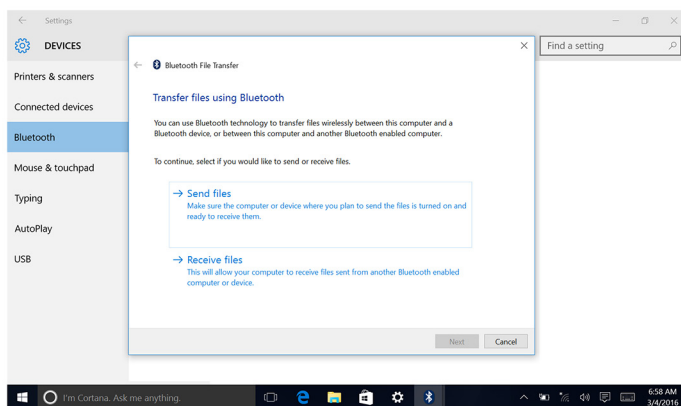 Settings
DEVICES
Find a setting
Printers & scanners
Connected devices
Bluetooth
Mouse & touchpad
Typing
AutoPlay
USB
Bluetooth File Transfer
Transfer files using Bluetooth
You can use Bluetooth technology to transfer files wirelessly between this computer and a
Bluetooth device, or between this computer and another Bluetooth enabled computer.
To continue, select if you would like to send or receive files.
Send files
Make sure the computer or device where you plan to send the files is turned on and
ready to receive them.
Receive files
This will allow your computer to receive files sent from another Bluetooth enabled
computer or device.
Next
Cancel
I'm Cortana. Ask me anything.
6:58 AM
3/4/2016